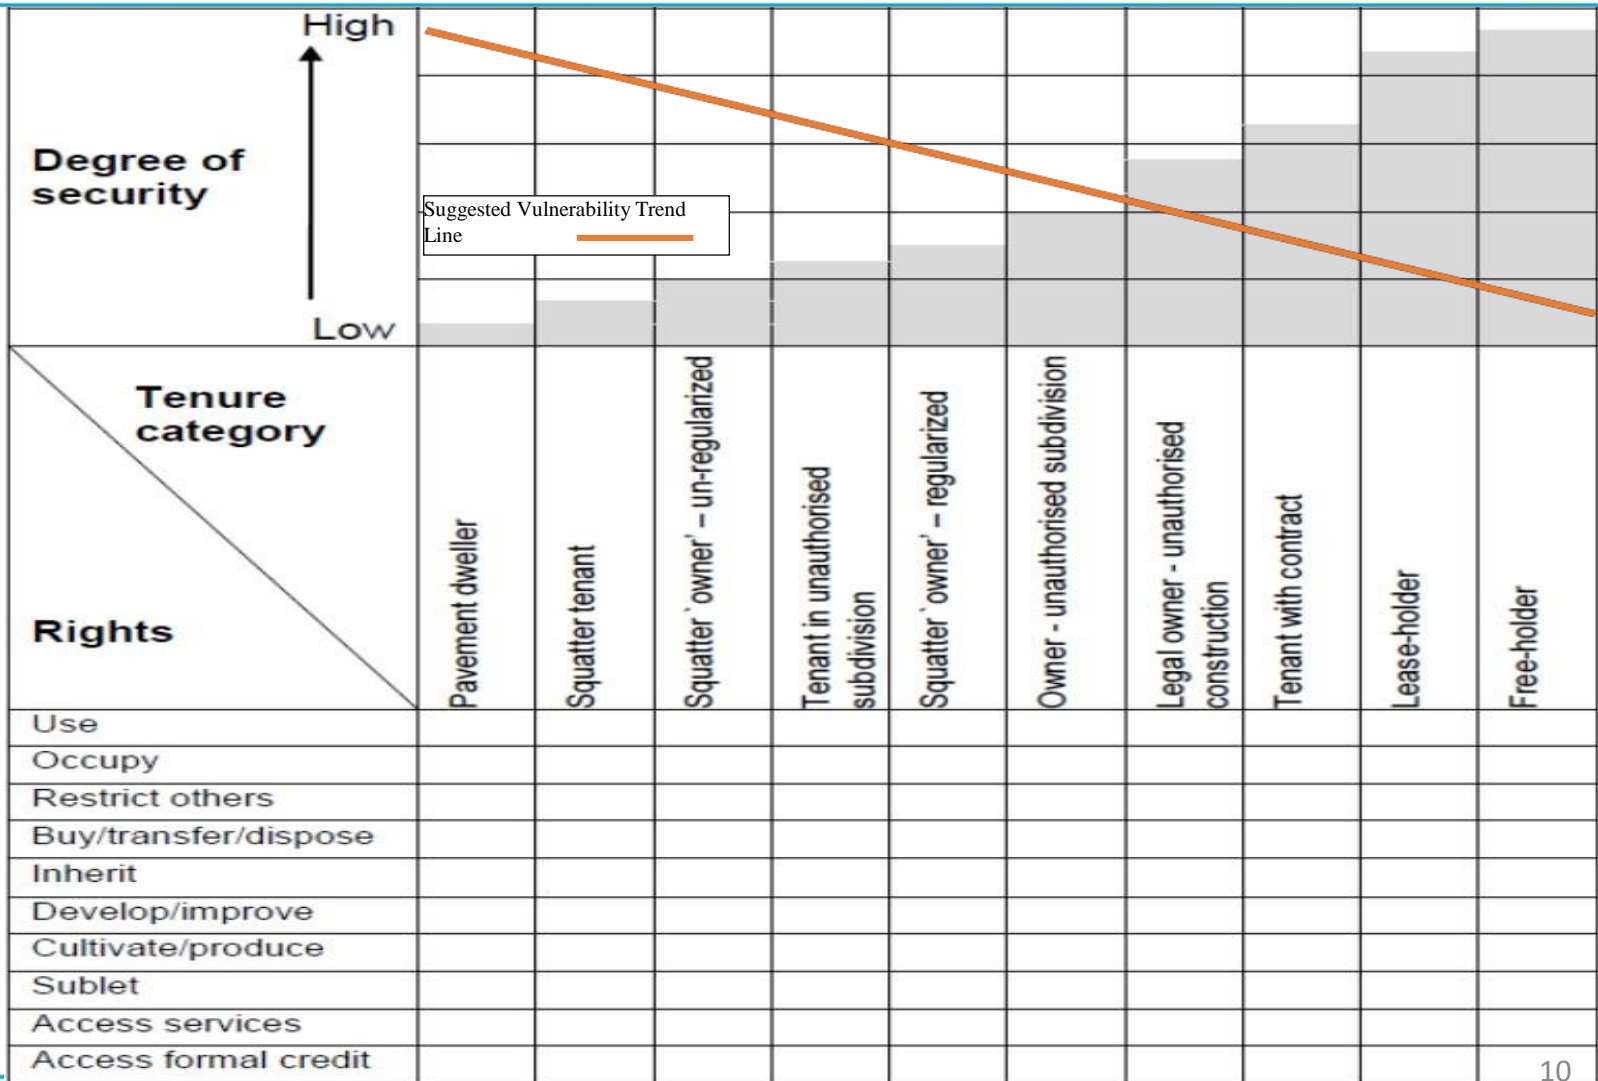 High
Degree of
security
Suggested Vulnerability Trend
Line
Low
Tenure
category
Rights
Pavement dweller
Squatter tenant
Squatter `owner' – un-regularized
Tenant in unauthorised
subdivision
Squatter `owner' – regularized
Owner - unauthorised subdivision
Legal owner - unauthorised
construction
Tenant with contract
Lease-holder
Free-holder
Use
Occupy
Restrict others
Buy/transfer/dispose
Inherit
Develop/improve
Cultivate/produce
Sublet
Access services
Access formal credit
10